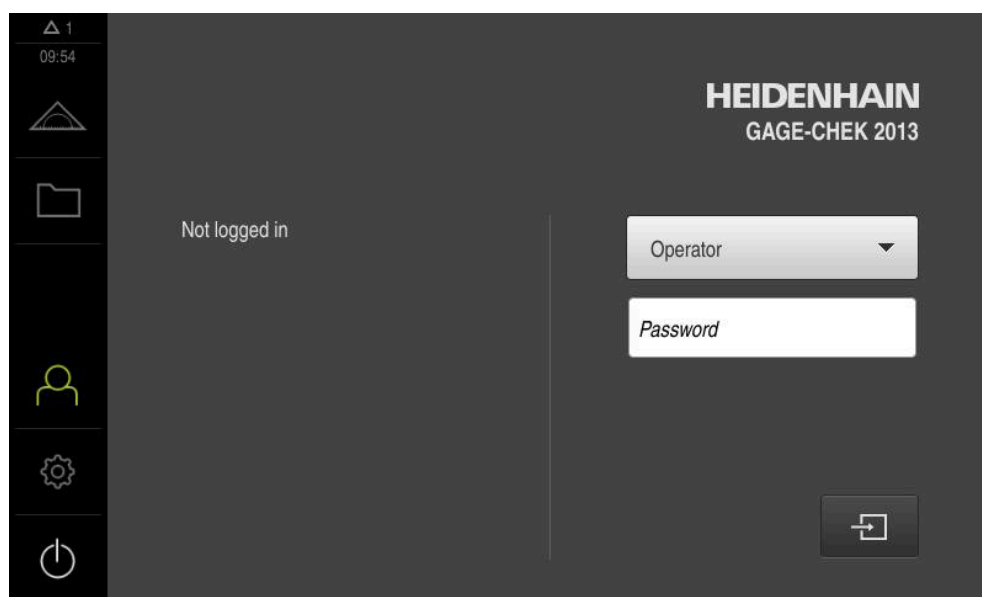 1
09:54
HEIDENHAIN
GAGE-CHEK 2013
Not logged in
Operator
Password